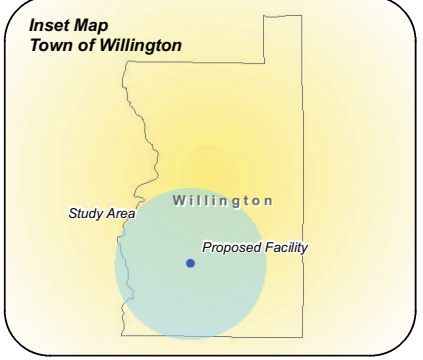 Inset Map
Town of Willington
Willington
Study Area
Proposed Facility